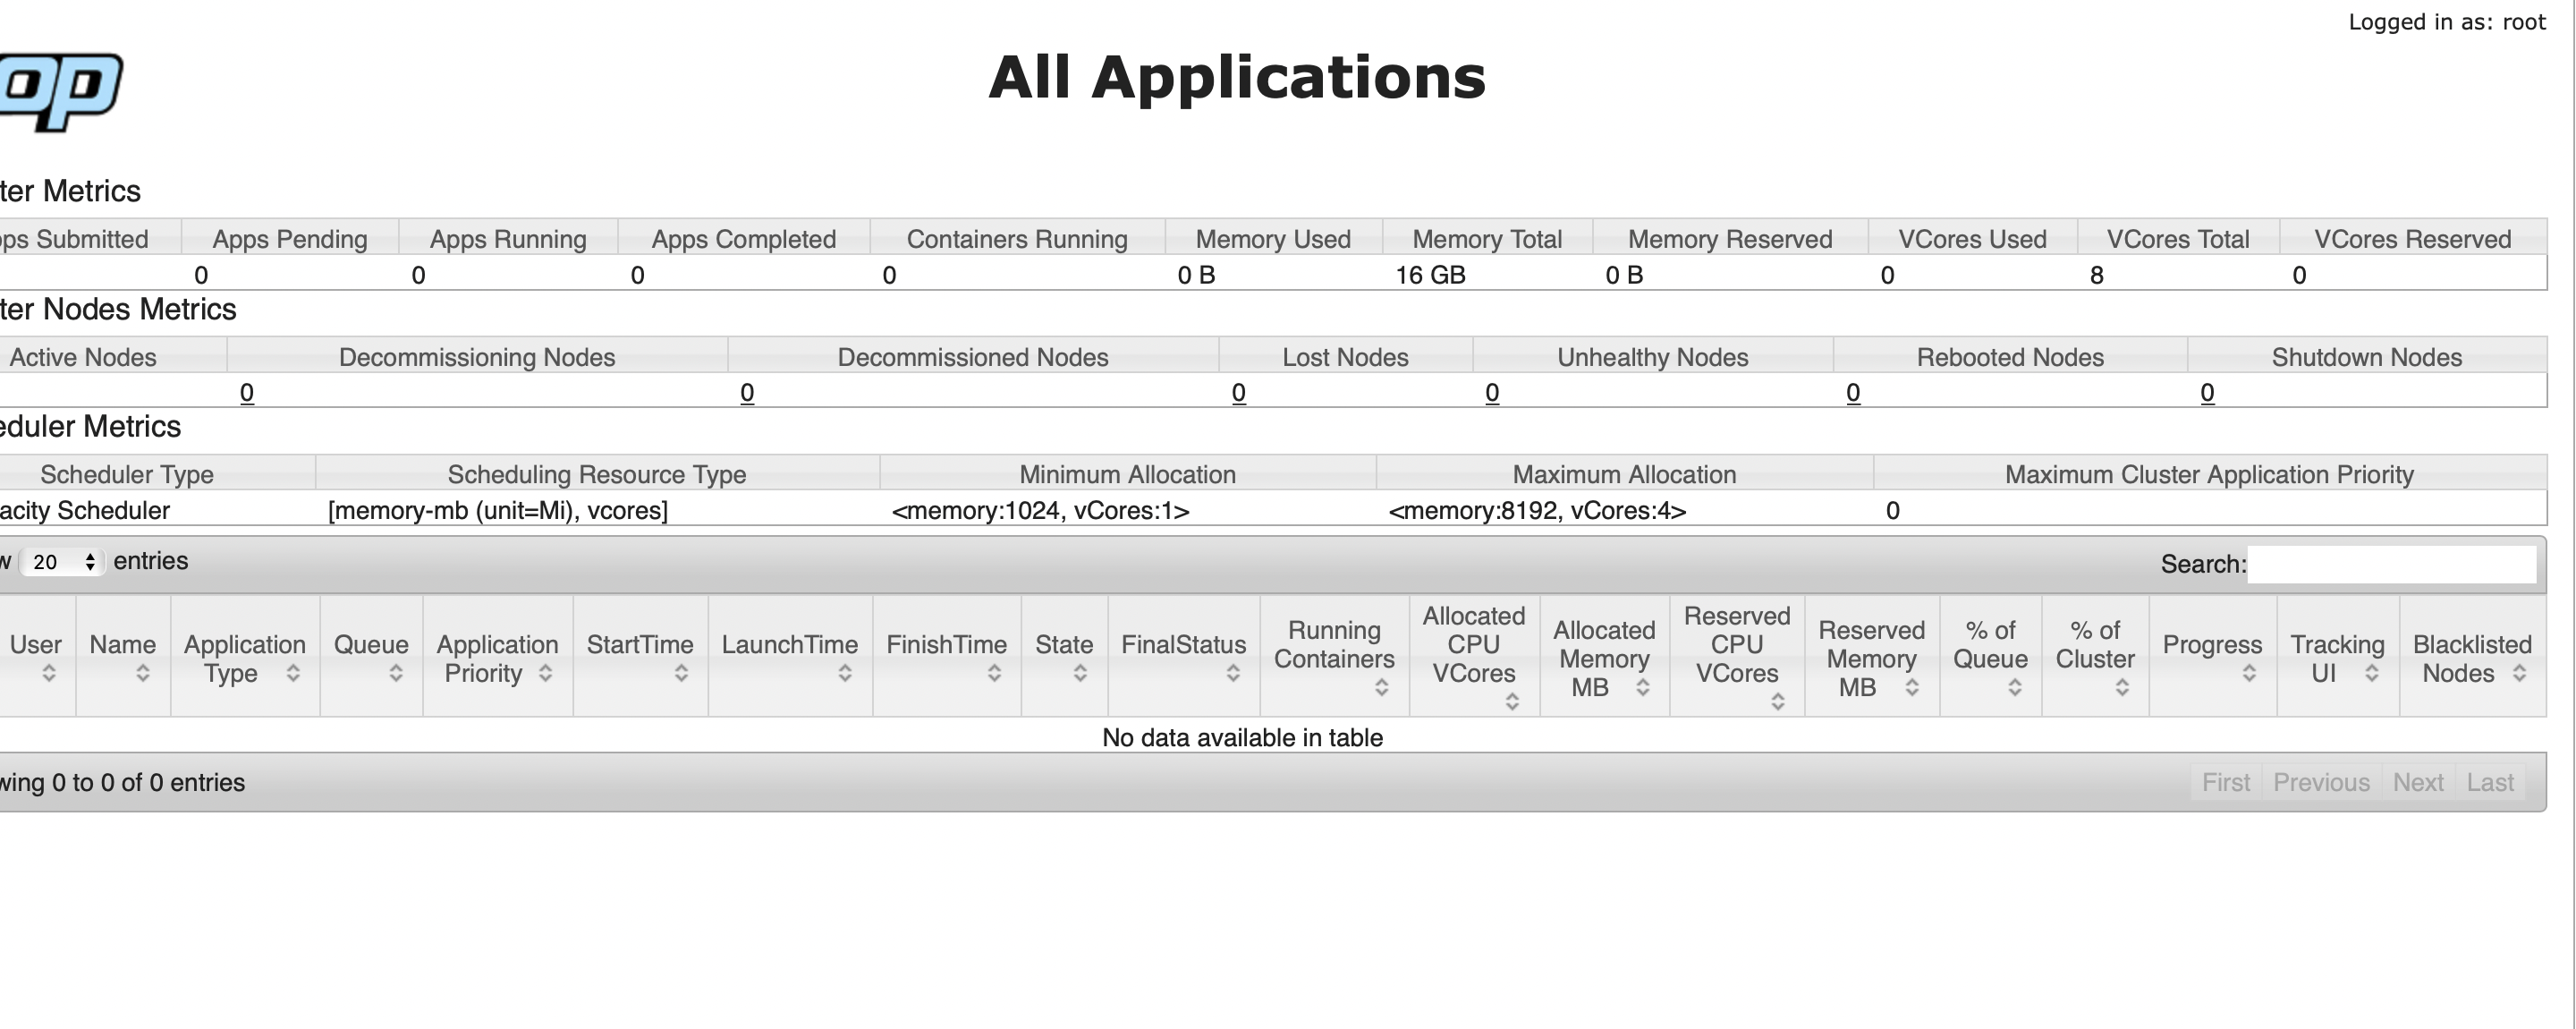 Logged in as: root
op
All Applications
ter Metrics
ps Submitted Apps Pending Apps Running Apps Completed Containers Running Memory Used Memory Total Memory Reserved VCores Used VCores Total VCores Reserved
0 0 0 0 0 B 16 GB 0 B 0 8 0
ter Nodes Metrics
Active Nodes Decommissioning Nodes Decommissioned Nodes Lost Nodes Unhealthy Nodes Rebooted Nodes Shutdown Nodes
0 0 0 0 0 0
eduler Metrics
Scheduler Type Scheduling Resource Type Minimum Allocation Maximum Allocation Maximum Cluster Application Priority
acity Scheduler [memory-mb (unit=Mi), vcores] <memory:1024, vCores:1> <memory:8192, vCores:4> 0
w 20 entries Search:
User Name Application Type Queue Application Priority StartTime LaunchTime FinishTime State FinalStatus Running Containers Allocated CPU VCores Allocated Memory MB Reserved CPU VCores Reserved Memory MB % of Queue % of Cluster Progress Tracking UI Blacklisted Nodes
No data available in table
wing 0 to 0 of 0 entries First Previous Next Last